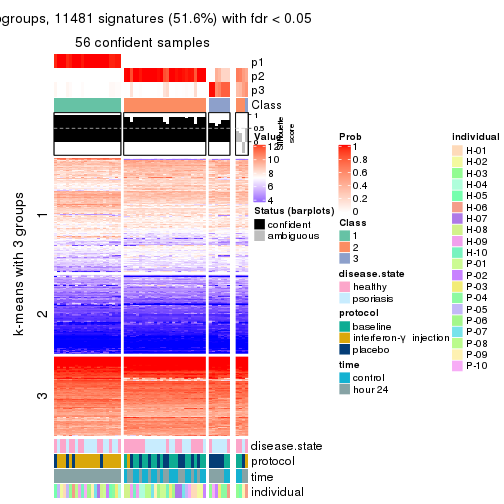 ogroups, 11481 signatures (51.6%) with fdr < 0.05
56 confident samples
p1
p2
p3
Class
1
0.5
0
Silhouette
score
k-means with 3 groups
1
2
3
disease.state
protocol
time
individual
Value
12
10
8
6
4
Status (barplots)
confident
ambiguous
Prob
1
0.8
0.6
0.4
0.2
0
Class
1
2
3
disease.state
healthy
psoriasis
protocol
baseline
interferon-γ injection
placebo
time
control
hour 24
individual
H-01
H-02
H-03
H-04
H-05
H-06
H-07
H-08
H-09
H-10
P-01
P-02
P-03
P-04
P-05
P-06
P-07
P-08
P-09
P-10